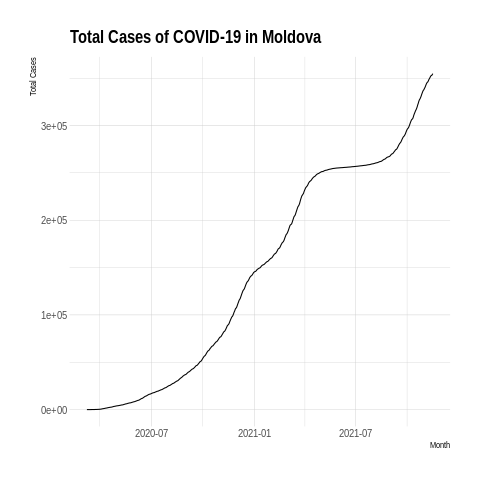 Total Cases of COVID-19 in Moldova
Total Cases
3e+05
2e+05
1e+05
0e+00
2020-07 2021-01 2021-07
Month